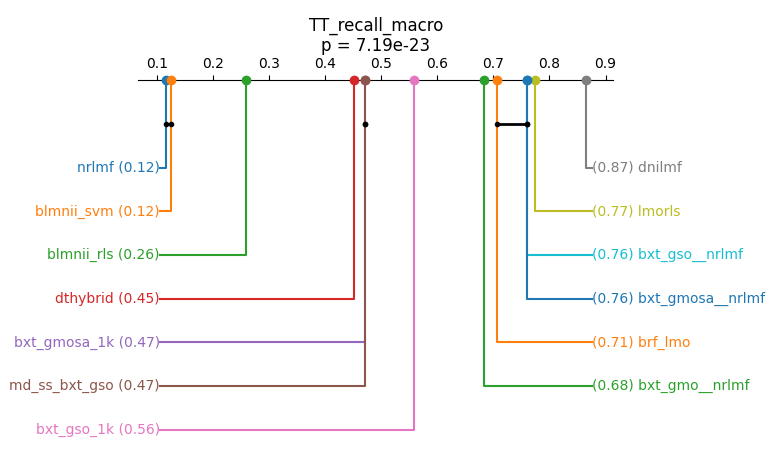 TT_recall_macro
p = 7.19e-23
0.1 0.2 0.3 0.4 0.5 0.6 0.7 0.8 0.9
nrlmf (0.12)
(0.87) dnilmf
blmnii_svm (0.12)
(0.77) lmorls
blmnii_rls (0.26)
(0.76) bxt_gso__nrlmf
dthybrid (0.45)
(0.76) bxt_gmosa__nrlmf
bxt_gmosa_1k (0.47)
(0.71) brf_lmo
md_ss_bxt_gso (0.47)
(0.68) bxt_gmo__nrlmf
bxt_gso_1k (0.56)